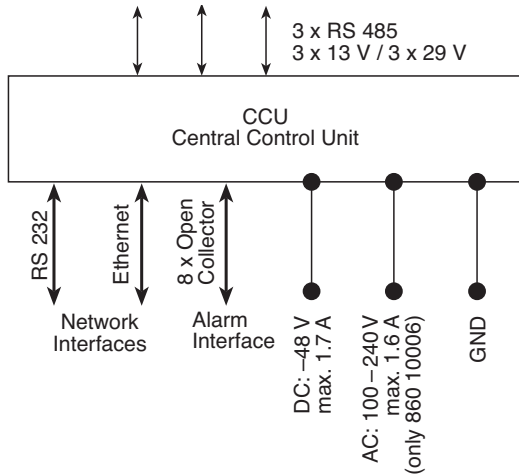 3 x RS 485
3 x 13 V / 3 x 29 V
CCU
Central Control Unit
RS 232
Ethernet
8 x Open
Collector
Network
Interfaces
Alarm
Interface
DC: –48 V
max. 1.7 A
AC: 100 – 240 V
max. 1.6 A
(only 860 10006)
GND